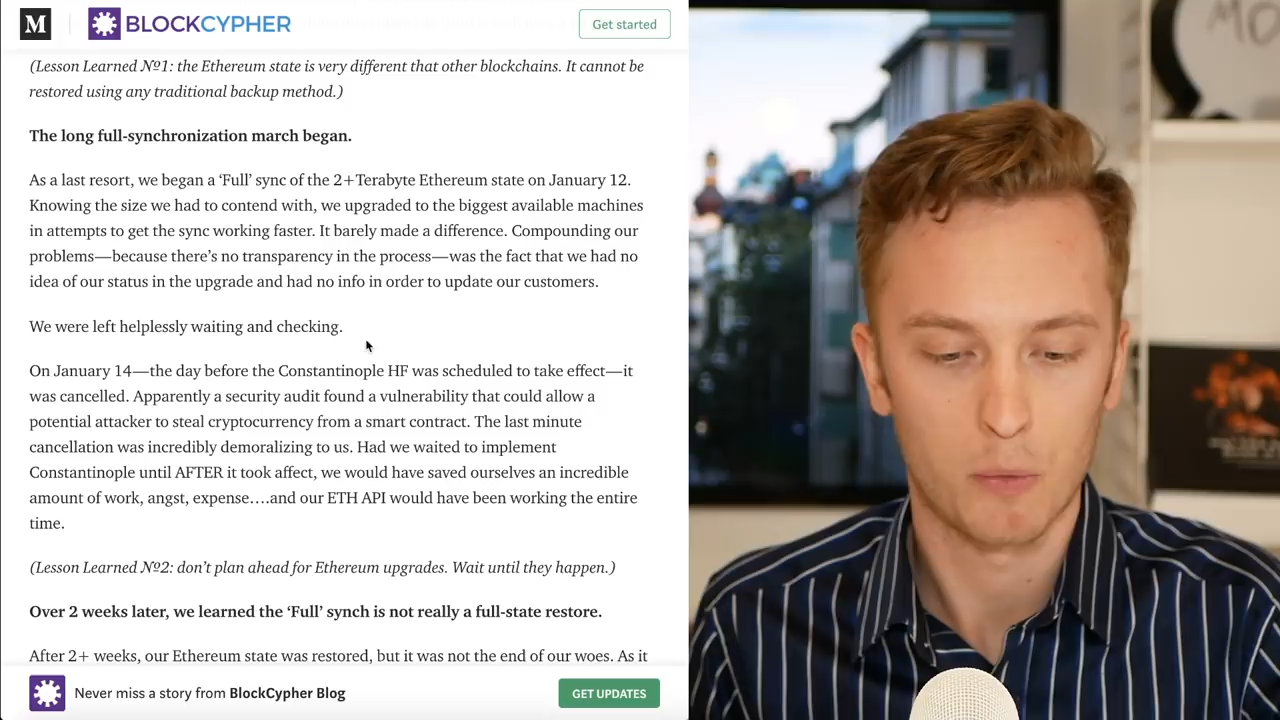 M
BLOCKCYPHER
Get started
(Lesson Learned №1: the Ethereum state is very different that other blockchains. It cannot be
restored using any traditional backup method.)
The long full-synchronization march began.
As a last resort, we began a ‘Full’ sync of the 2+Terabyte Ethereum state on January 12.
Knowing the size we had to contend with, we upgraded to the biggest available machines
in attempts to get the sync working faster. It barely made a difference. Compounding our
problems—because there’s no transparency in the process—was the fact that we had no
idea of our status in the upgrade and had no info in order to update our customers.
We were left helplessly waiting and checking.
On January 14—the day before the Constantinople HF was scheduled to take effect—it
was cancelled. Apparently a security audit found a vulnerability that could allow a
potential attacker to steal cryptocurrency from a smart contract. The last minute
cancellation was incredibly demoralizing to us. Had we waited to implement
Constantinople until AFTER it took affect, we would have saved ourselves an incredible
amount of work, angst, expense….and our ETH API would have been working the entire
time.
(Lesson Learned №2: don’t plan ahead for Ethereum upgrades. Wait until they happen.)
Over 2 weeks later, we learned the ‘Full’ synch is not really a full-state restore.
After 2+ weeks, our Ethereum state was restored, but it was not the end of our woes. As it
Never miss a story from BlockCypher Blog
GET UPDATES
MO